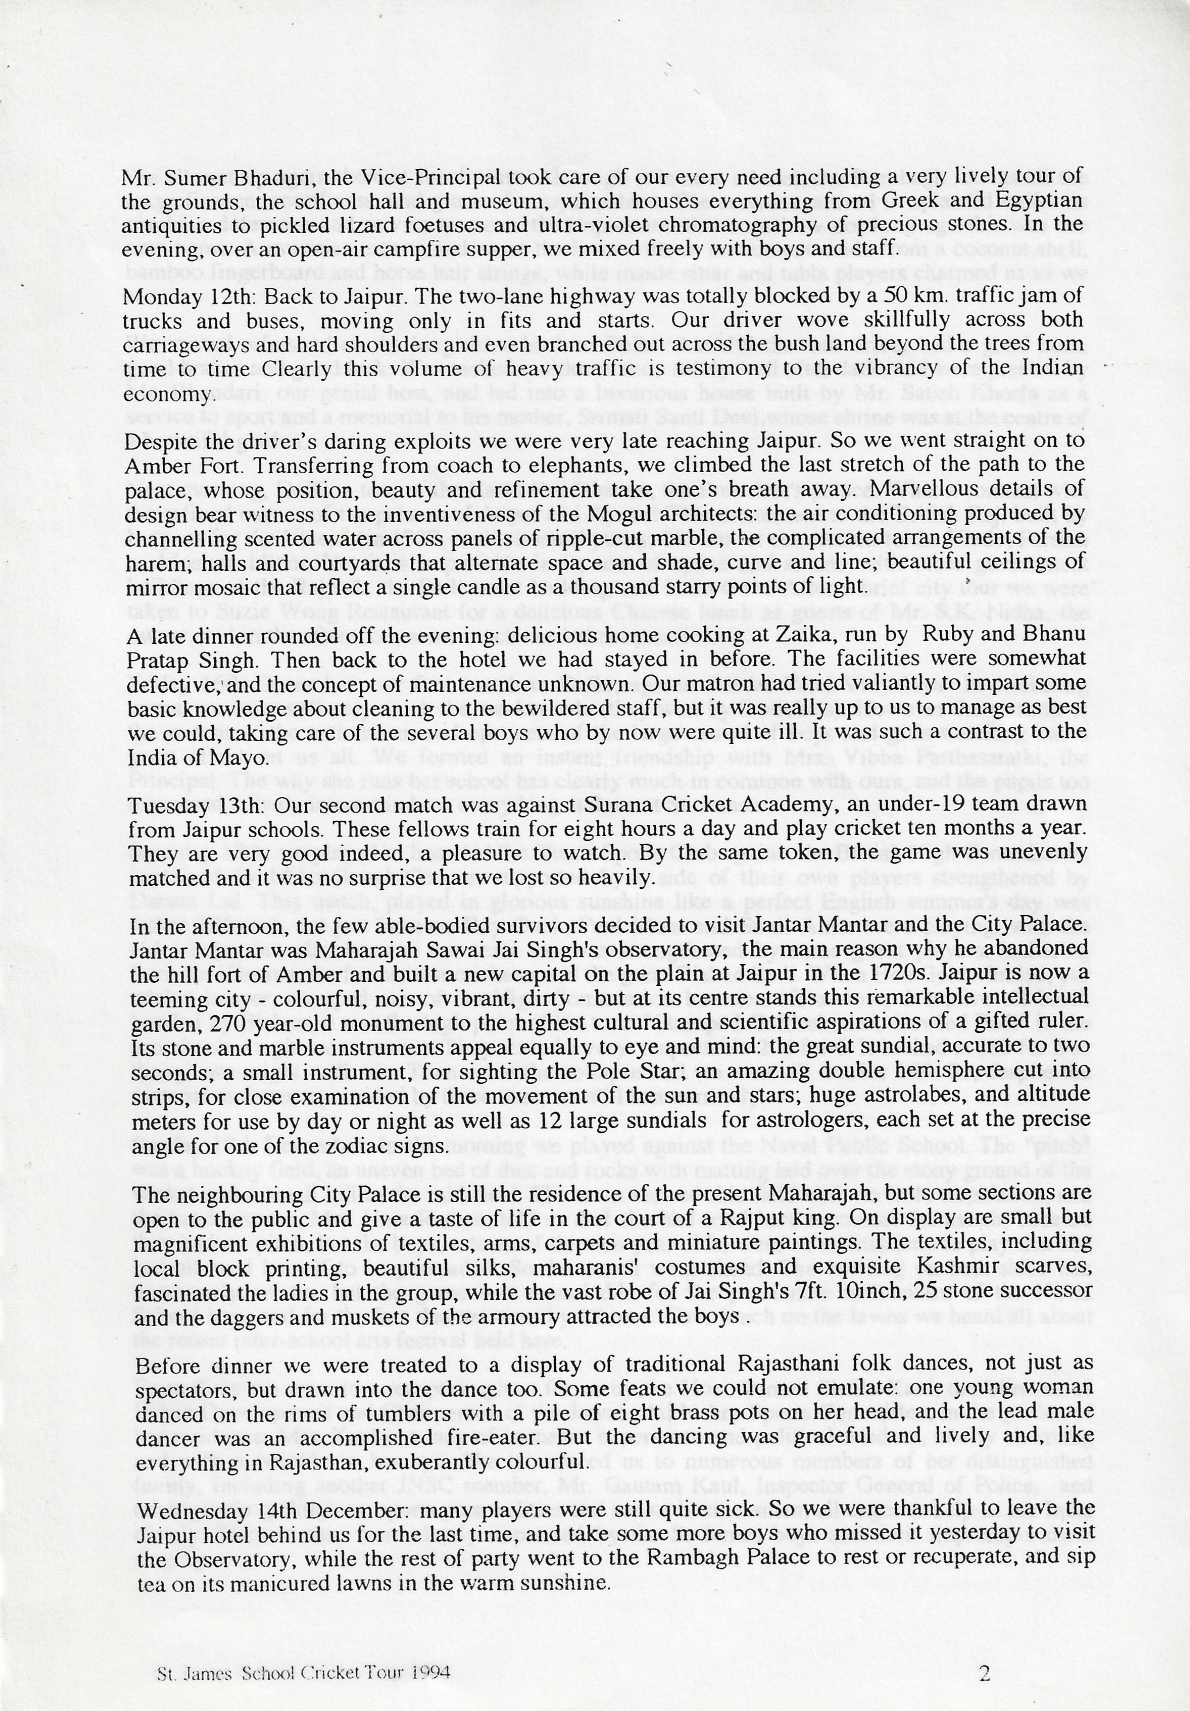 Mr. Sumer Bhaduri, the Vice-Principal took care of our every need including a very lively tour of
the grounds, the school hall and museum, which houses everything from Greek and Egyptian
antiquities to pickled lizard foetuses and ultra-violet chromatography of precious stones. In the
evening, over an open-air campfire supper, we mixed freely with boys and staff.
Monday 12th: Back to Jaipur. The two-lane highway was totally blocked by a 50 km. traffic jam of
trucks and buses, moving only in fits and starts. Our driver wove skillfully across both
carriageways and hard shoulders and even branched out across the bush land beyond the trees from
time to time Clearly this volume of heavy traffic is testimony to the vibrancy of the Indian
economy.
Despite the driver's daring exploits we were very late reaching Jaipur. So we went straight on to
Amber Fort. Transferring from coach to elephants, we climbed the last stretch of the path to the
palace, whose position, beauty and refinement take one's breath away. Marvellous details of
design bear witness to the inventiveness of the Mogul architects: the air conditioning produced by
channelling scented water across panels of ripple-cut marble, the complicated arrangements of the
harem; halls and courtyards that alternate space and shade, curve and line; beautiful ceilings of
mirror mosaic that reflect a single candle as a thousand starry points of light.
A late dinner rounded off the evening: delicious home cooking at Zaika, run by Ruby and Bhanu
Pratap Singh. Then back to the hotel we had stayed in before. The facilities were somewhat
defective, and the concept of maintenance unknown. Our matron had tried valiantly to impart some
basic knowledge about cleaning to the bewildered staff, but it was really up to us to manage as best
we could, taking care of the several boys who by now were quite ill. It was such a contrast to the
India of Mayo.
Tuesday 13th: Our second match was against Surana Cricket Academy, an under-19 team drawn
from Jaipur schools. These fellows train for eight hours a day and play cricket ten months a year.
They are very good indeed, a pleasure to watch. By the same token, the game was unevenly
matched and it was no surprise that we lost so heavily.
In the afternoon, the few able-bodied survivors decided to visit Jantar Mantar and the City Palace.
Jantar Mantar was Maharajah Sawai Jai Singh's observatory, the main reason why he abandoned
the hill fort of Amber and built a new capital on the plain at Jaipur in the 1720s. Jaipur is now a
teeming city - colourful, noisy, vibrant, dirty - but at its centre stands this remarkable intellectual
garden, 270 year-old monument to the highest cultural and scientific aspirations of a gifted ruler.
Its stone and marble instruments appeal equally to eye and mind: the great sundial, accurate to two
seconds; a small instrument, for sighting the Pole Star; an amazing double hemisphere cut into
strips, for close examination of the movement of the sun and stars; huge astrolabes, and altitude
meters for use by day or night as well as 12 large sundials for astrologers, each set at the precise
angle for one of the zodiac signs.
The neighbouring City Palace is still the residence of the present Maharajah, but some sections are
open to the public and give a taste of life in the court of a Rajput king. On display are small but
magnificent exhibitions of textiles, arms, carpets and miniature paintings. The textiles, including
local block printing, beautiful silks, maharanis' costumes and exquisite Kashmir scarves,
fascinated the ladies in the group, while the vast robe of Jai Singh's 7ft. 10inch, 25 stone successor
and the daggers and muskets of the armoury attracted the boys .
Before dinner we were treated to a display of traditional Rajasthani folk dances, not just as
spectators, but drawn into the dance too. Some feats we could not emulate: one young woman
danced on the rims of tumblers with a pile of eight brass pots on her head, and the lead male
dancer was an accomplished fire-eater. But the dancing was graceful and lively and, like
everything in Rajasthan, exuberantly colourful.
Wednesday 14th December: many players were still quite sick. So we were thankful to leave the
Jaipur hotel behind us for the last time, and take some more boys who missed it yesterday to visit
the Observatory, while the rest of party went to the Rambagh Palace to rest or recuperate, and sip
tea on its manicured lawns in the warm sunshine.
St. James School Cricket Tour 1994 2